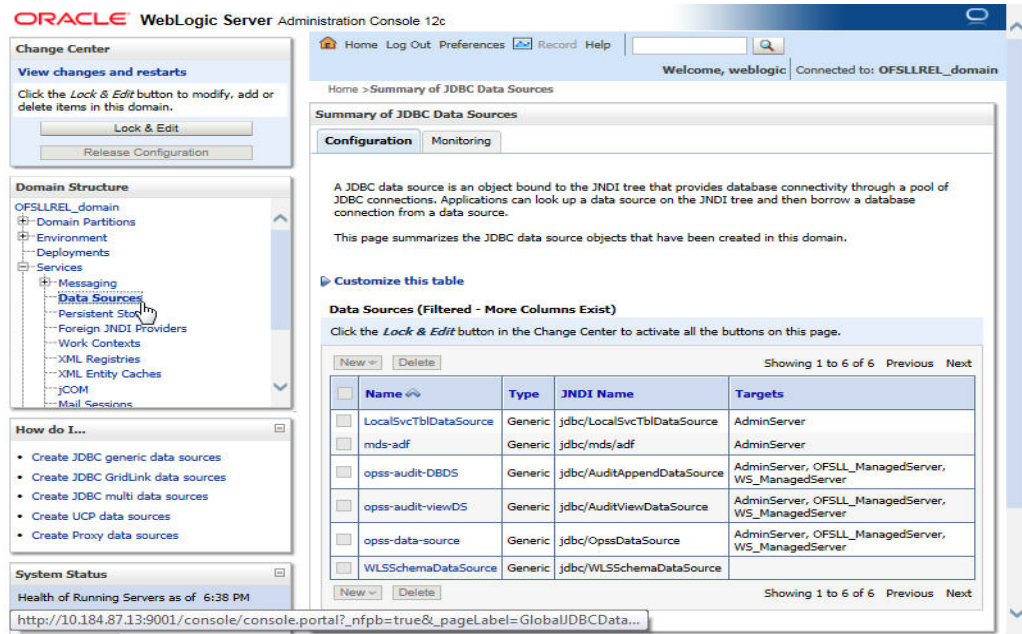 ORACLE WebLogic Server Administration Console 12c
Change Center
View changes and restarts
Click the Lock & Edit button to modify, add or
delete items in this domain.
Lock & Edit
Release Configuration
Domain Structure
OFSLLREL_domain
Domain Partitions
Environment
Deployments
Services
Messaging
Data Sources
Persistent Sto
Foreign JNDI Providers
Work Contexts
XML Registries
XML Entity Caches
jCOM
Mail Sessions
How do I...
Create JDBC generic data sources
Create JDBC GridLink data sources
Create JDBC multi data sources
Create UCP data sources
Create Proxy data sources
System Status
Health of Running Servers as of 6:38 PM
http://10.184.87.13:9001/console/console.portal?_nfpb=true&_pageLabel=GlobalJDBCData...
Home Log Out Preferences Record Help
Welcome, weblogic Connected to: OFSLLREL_domain
Home >Summary of JDBC Data Sources
Summary of JDBC Data Sources
Configuration Monitoring
A JDBC data source is an object bound to the JNDI tree that provides database connectivity through a pool of
JDBC connections. Applications can look up a data source on the JNDI tree and then borrow a database
connection from a data source.
This page summarizes the JDBC data source objects that have been created in this domain.
Customize this table
Data Sources (Filtered - More Columns Exist)
Click the Lock & Edit button in the Change Center to activate all the buttons on this page.
New Delete Showing 1 to 6 of 6 Previous Next
Name Type JNDI Name Targets
LocalSvcTblDataSource Generic jdbc/LocalSvcTblDataSource AdminServer
mds-adf Generic jdbc/mds/adf AdminServer
opss-audit-DBDS Generic jdbc/AuditAppendDataSource AdminServer, OFSLL_ManagedServer,
WS_ManagedServer
opss-audit-viewDS Generic jdbc/AuditViewDataSource AdminServer, OFSLL_ManagedServer,
WS_ManagedServer
opss-data-source Generic jdbc/OpssDataSource AdminServer, OFSLL_ManagedServer,
WS_ManagedServer
WLSSchemaDataSource Generic jdbc/WLSSchemaDataSource
New Delete Showing 1 to 6 of 6 Previous Next